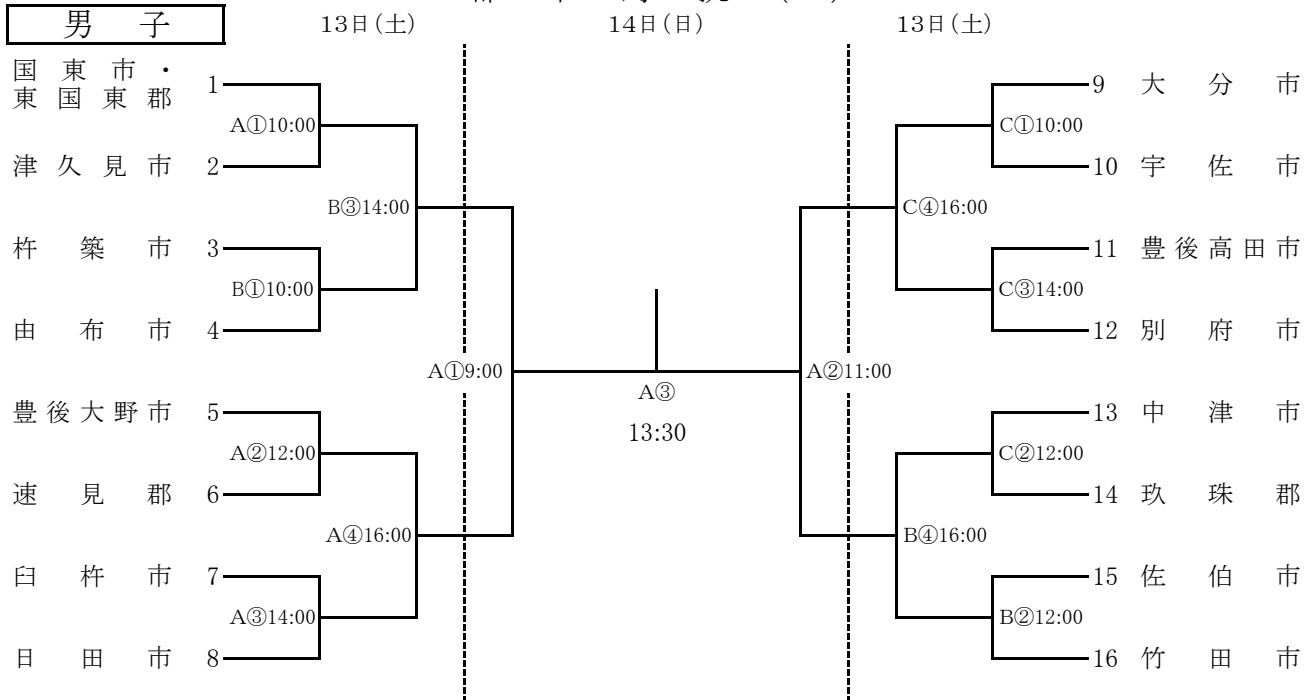 男 子
13日(土) 14日(日) 13日(土)
国東市・東国東郡 1
津久見市 2
A①10:00
杵築市 3
由布市 4
B①10:00
B③14:00
豊後大野市 5
速見郡 6
A②12:00
臼杵市 7
日田市 8
A③14:00
A④16:00
A①9:00
A③
13:30
A②11:00
9 大分市
10 宇佐市
C①10:00
11 豊後高田市
12 別府市
C③14:00
C④16:00
13 中津市
14 玖珠郡
C②12:00
15 佐伯市
16 竹田市
B②12:00
B④16:00